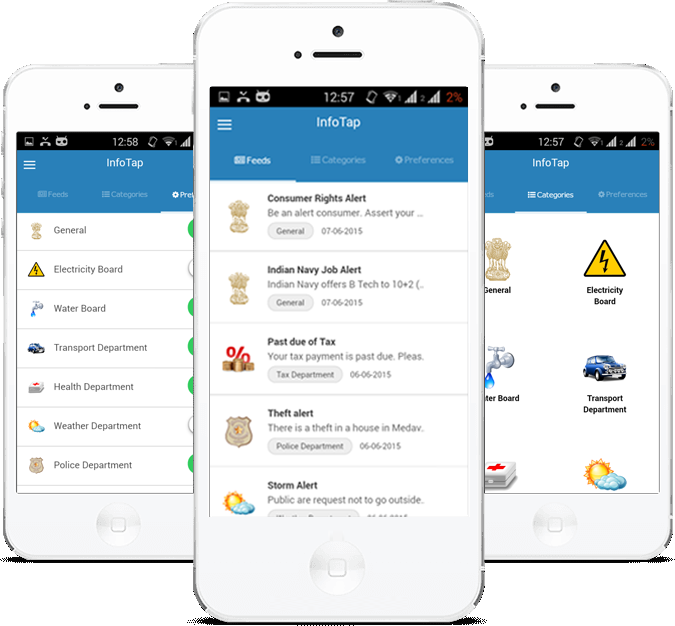 12:58
InfoTap
Feeds
Categories
General
Electricity Board
Water Board
Transport Department
Health Department
Weather Department
Police Department
12:57 1 2 2%
InfoTap
Feeds Categories Preferences
Consumer Rights Alert
Be an alert consumer. Assert your ...
General 07-06-2015
Indian Navy Job Alert
Indian Navy offers B Tech to 10+2 (..
General 07-06-2015
Past due of Tax
Your tax payment is past due. Pleas.
Tax Department 06-06-2015
Theft alert
There is a theft in a house in Medav..
Police Department 06-06-2015
Storm Alert
Public are request not to go outside..
12:57 1 2 2%
InfoTap
Categories Preferences
General
Electricity
Board
Board
Transport
Department